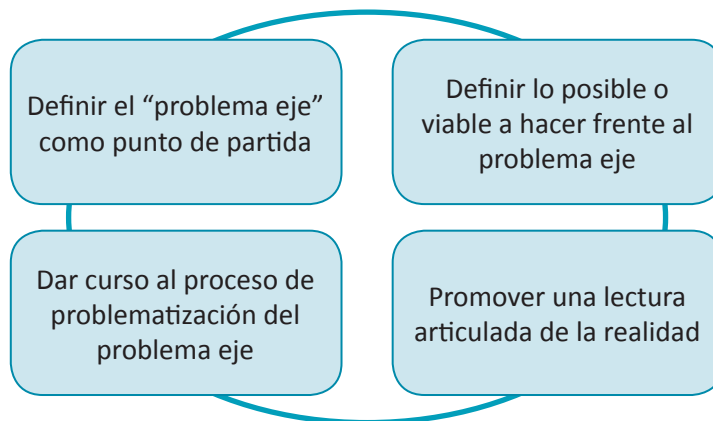 Definir el “problema eje”
como punto de partida
Definir lo posible o
viable a hacer frente al
problema eje
Dar curso al proceso de
problematización del
problema eje
Promover una lectura
articulada de la realidad